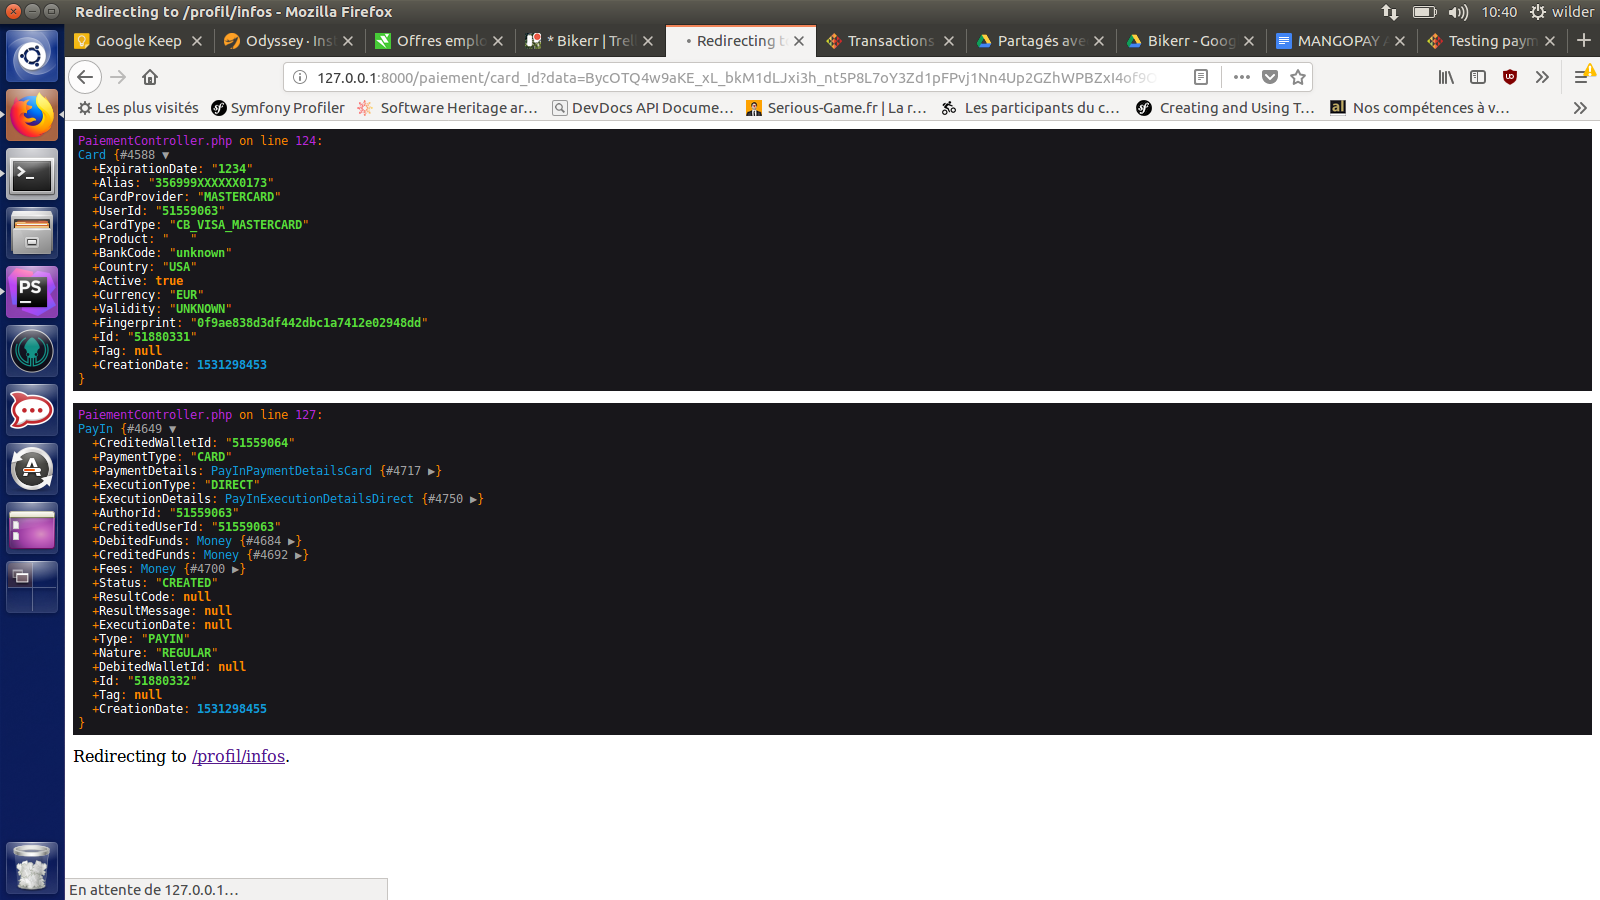 Redirecting to /profil/infos - Mozilla Firefox
10:40 wilder
Google Keep
Odyssey · Ins
Offres emplo
* Bikerr | Trel
Redirecting t
Transactions
Partagés ave
Bikerr - Goog
MANGOPAY A
Testing paym
127.0.0.1:8000/paiement/card_Id?data=BycOTQ4w9aKE_xL_bkM1dLJxi3h_nt5P8L7oY3Zd1pFPvj1Nn4Up2GZhWPBZxI4of9O
Les plus visités
Symfony Profiler
Software Heritage ar...
DevDocs API Docume...
Serious-Game.fr | La r...
Les participants du c...
Creating and Using T...
Nos compétences à v...
PaiementController.php on line 124:
Card {#4588 ▼
+ExpirationDate: "1234"
+Alias: "356999XXXXXX0173"
+CardProvider: "MASTERCARD"
+UserId: "51559063"
+CardType: "CB_VISA_MASTERCARD"
+Product: "   "
+BankCode: "unknown"
+Country: "USA"
+Active: true
+Currency: "EUR"
+Validity: "UNKNOWN"
+Fingerprint: "0f9ae838d3df442dbc1a7412e02948dd"
+Id: "51880331"
+Tag: null
+CreationDate: 1531298453
}
PaiementController.php on line 127:
PayIn {#4649 ▼
+CreditedWalletId: "51559064"
+PaymentType: "CARD"
+PaymentDetails: PayInPaymentDetailsCard {#4717 ▶}
+ExecutionType: "DIRECT"
+ExecutionDetails: PayInExecutionDetailsDirect {#4750 ▶}
+AuthorId: "51559063"
+CreditedUserId: "51559063"
+DebitedFunds: Money {#4684 ▶}
+CreditedFunds: Money {#4692 ▶}
+Fees: Money {#4700 ▶}
+Status: "CREATED"
+ResultCode: null
+ResultMessage: null
+ExecutionDate: null
+Type: "PAYIN"
+Nature: "REGULAR"
+DebitedWalletId: null
+Id: "51880332"
+Tag: null
+CreationDate: 1531298455
}
Redirecting to /profil/infos.
En attente de 127.0.0.1…